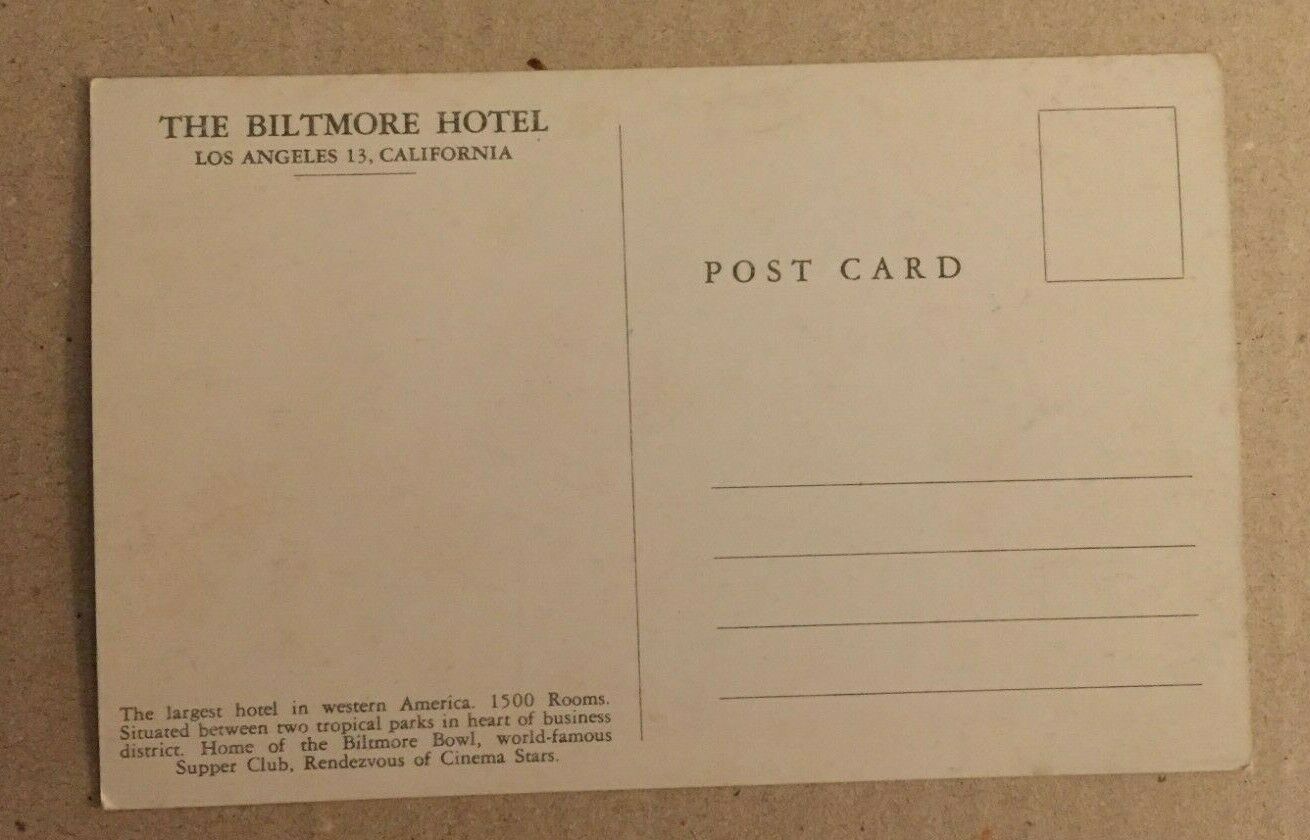 THE BILTMORE HOTEL
LOS ANGELES 13, CALIFORNIA
POST CARD
The largest hotel in western America. 1500 Rooms.
Situated between two tropical parks in heart of business
district. Home of the Biltmore Bowl, world-famous
Supper Club, Rendezvous of Cinema Stars.